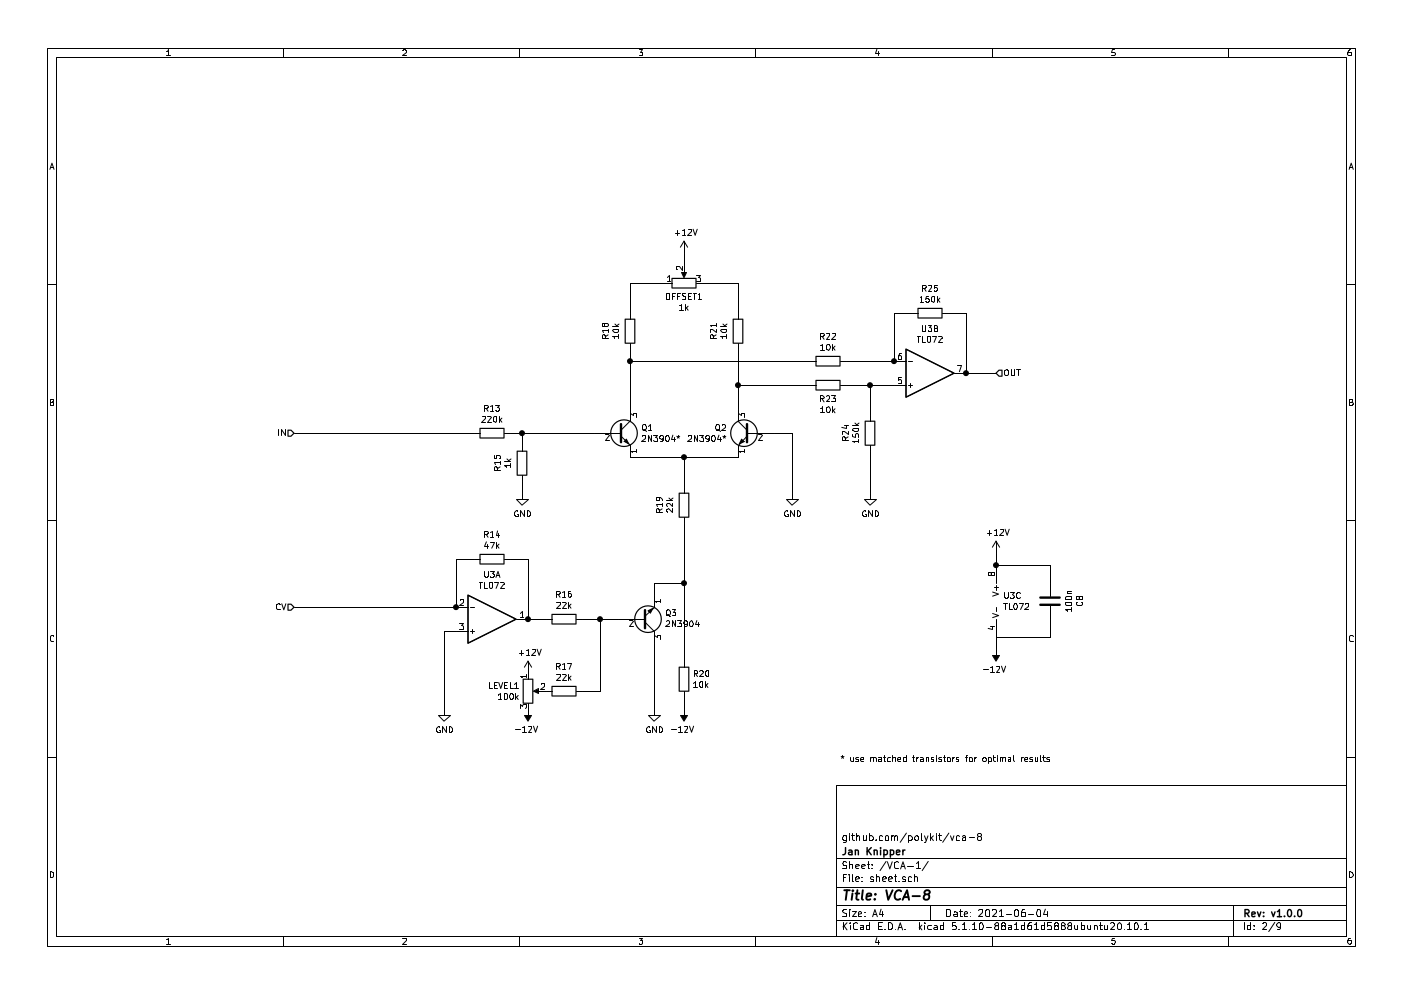 1 2 3 4 5 6
A A
+12V
2
1 3
OFFSET1
1k
R18
10k
R21
10k
R25
150k
U3B
TL072
R22
10k
6
−
7
OUT
5
+
R23
10k
B B
R13
220k
IND
3 3
Q1
2N3904*
Q2
2N3904*
2 2
1 1
R24
150k
R15
1k
GND
R19
22k
GND
GND
R14
47k
U3A
TL072
+12V
8
V+
U3C
TL072
V−
4
100n
C8
−12V
CV
2
−
3
+
1
R16
22k
1
2
Q3
2N3904
3
C C
+12V
1
LEVEL1
100k
2
3
−12V
R17
22k
R20
10k
GND
GND
−12V
* use matched transistors for optimal results
github.com/polykit/vca-8
Jan Knipper
Sheet: /VCA-1/
File: sheet.sch
Title: VCA-8
Size: A4
Date: 2021-06-04
Rev: v1.0.0
KiCad E.D.A. kicad 5.1.10-88a1d61d5888ubuntu20.10.1
Id: 2/9
D D
1 2 3 4 5 6